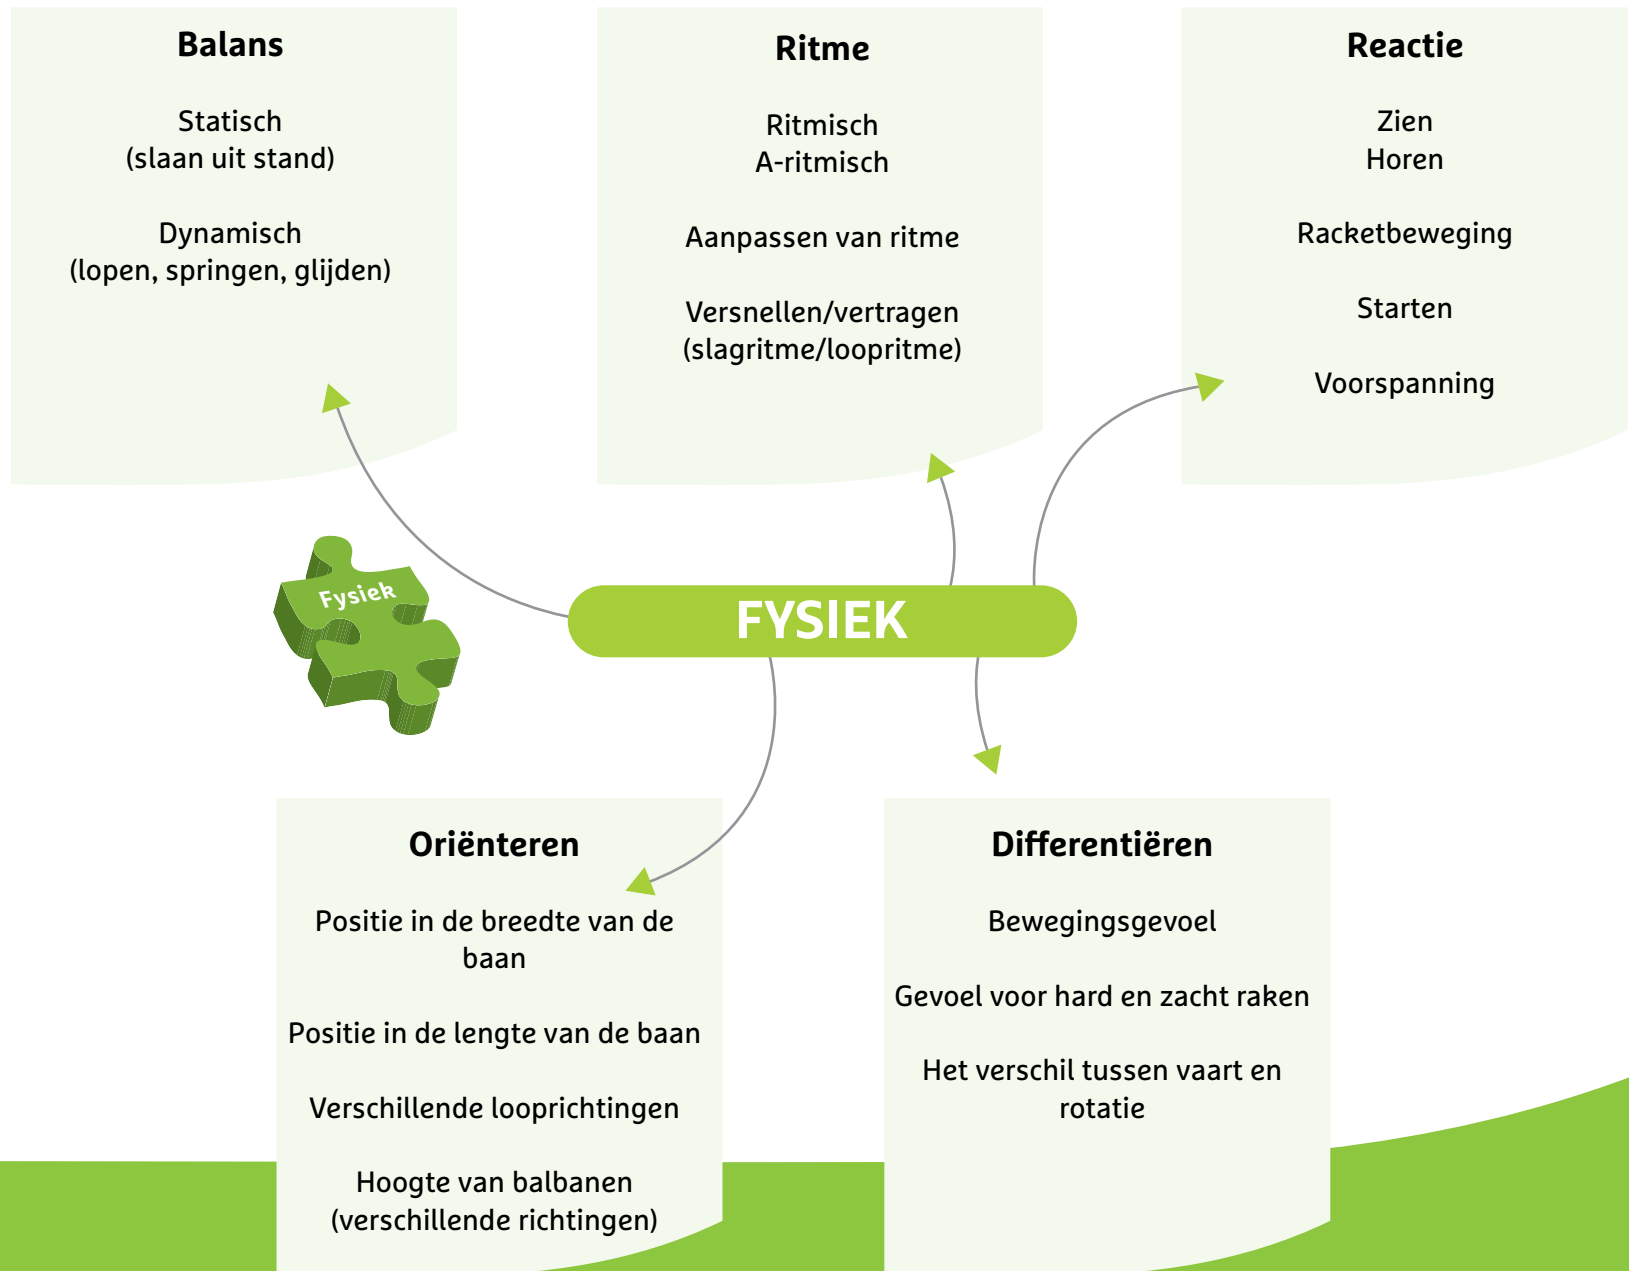 Balans
Statisch
(slaan uit stand)
Dynamisch
(lopen, springen, glijden)
Ritme
Ritmisch
A-ritmisch
Aanpassen van ritme
Versnellen/vertragen
(slagritme/loopritme)
Reactie
Zien
Horen
Racketbeweging
Starten
Voorspanning
Fysiek
FYSIEK
Oriënteren
Positie in de breedte van de
baan
Positie in de lengte van de baan
Verschillende looprichtingen
Hoogte van balbanen
(verschillende richtingen)
Differentiëren
Bewegingsgevoel
Gevoel voor hard en zacht raken
Het verschil tussen vaart en
rotatie